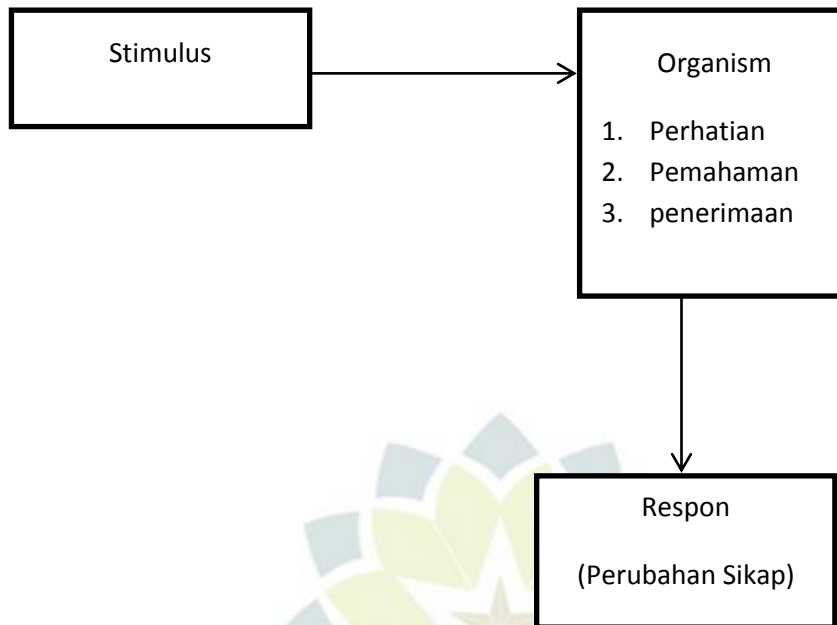 Stimulus
Organism
1. Perhatian
2. Pemahaman
3. penerimaan
Respon
(Perubahan Sikap)